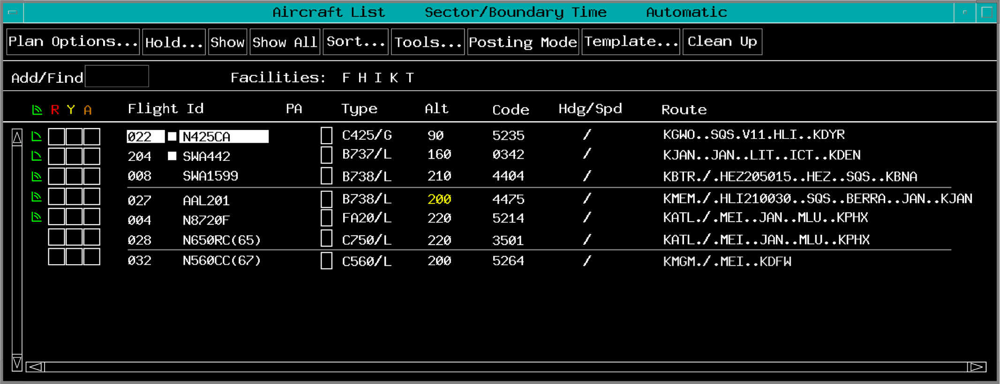 Aircraft List Sector/Boundary Time Automatic
Plan Options... Hold... Show Show All Sort... Tools... Posting Mode Template... Clean Up
Add/Find Facilities: F H I K T
R Y A Flight Id PA Type Alt Code Hdg/Spd Route
022 N425CA C425/G 90 5235 / KGWO..SQS.V11.HLI..KDYR
204 SWA442 B737/L 160 0342 / KJAN..JAN..LIT..ICT..KDEN
008 SWA1599 B738/L 210 4404 / KBTR./.HEZ205015..HEZ..SQS..KBNA
027 AAL201 B738/L 200 4475 / KMEM./.HLI210030..SQS..BERRA..JAN..KJAN
004 N8720F FA20/L 220 5214 / KATL./.MEI..JAN..MLU..KPHX
028 N650RC(65) C750/L 220 3501 / KATL./.MEI..JAN..MLU..KPHX
032 N560CC(67) C560/L 200 5264 / KMGM./.MEI..KDFW